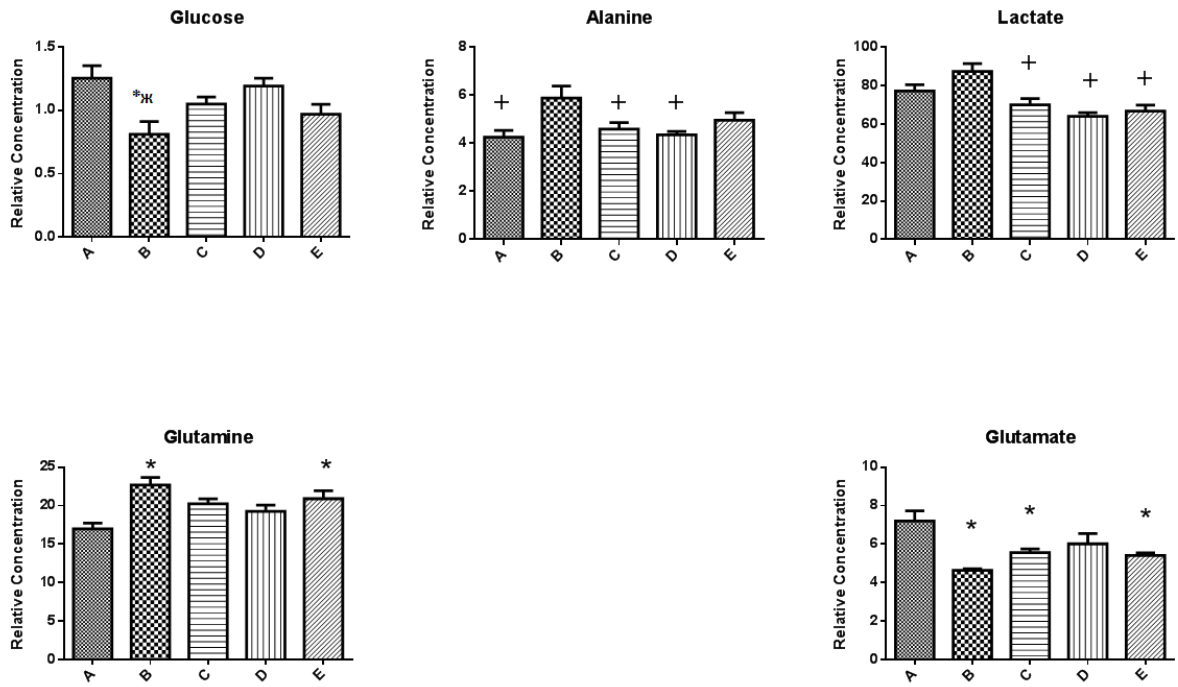 Glucose
Relative Concentration
1.5
1.0
0.5
0.0
*ж
A B C D E
Alanine
Relative Concentration
8
6
4
2
0
+ + +
A B C D E
Lactate
Relative Concentration
100
80
60
40
20
0
+ + +
A B C D E
Glutamine
Relative Concentration
25
20
15
10
5
0
* *
A B C D E
Glutamate
Relative Concentration
10
8
6
4
2
0
* * *
A B C D E